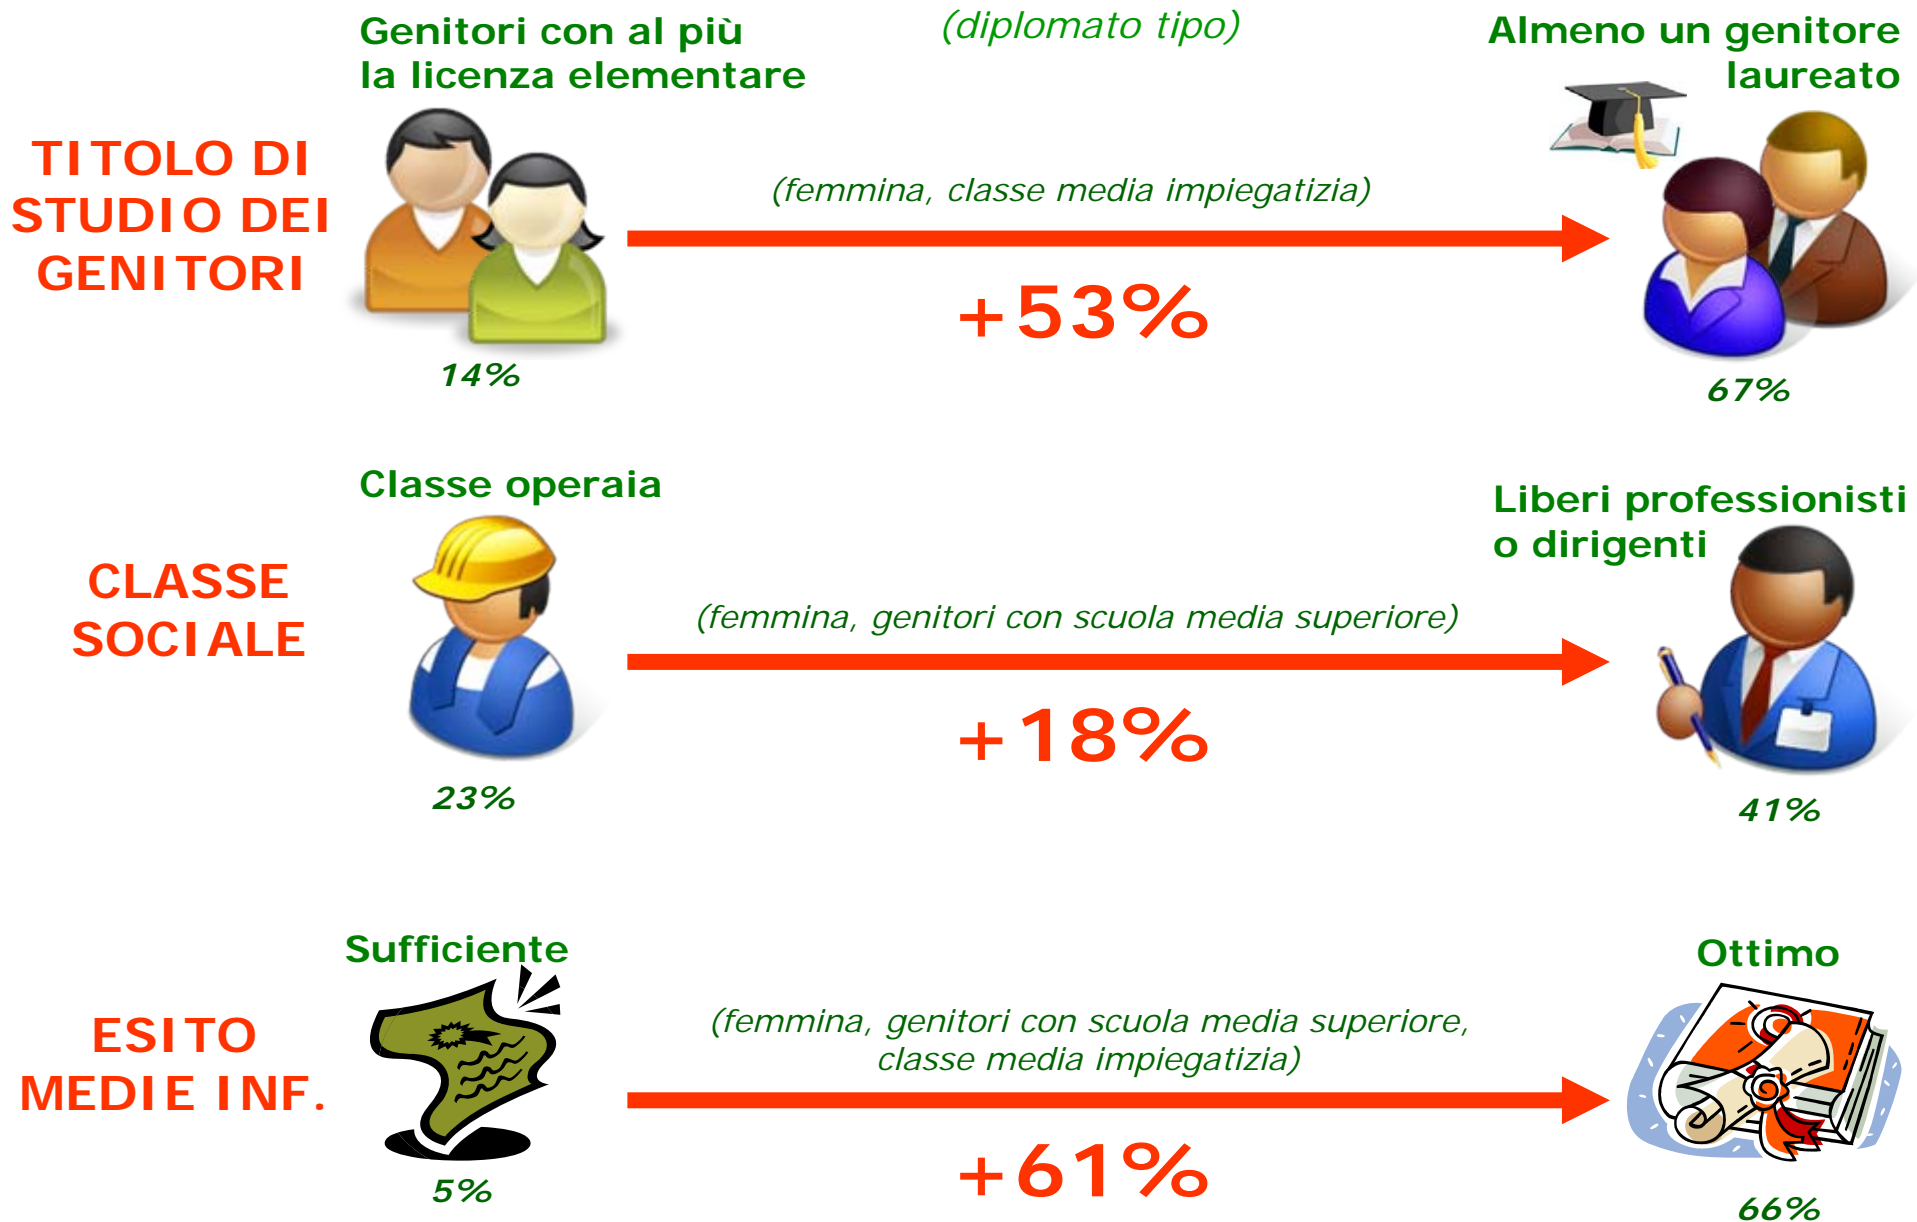 (diplomato tipo)
Genitori con al più
la licenza elementare
Almeno un genitore
laureato
TITOLO DI
STUDIO DEI
GENITORI
(femmina, classe media impiegatizia)
+53%
14%
67%
Classe operaia
Liberi professionisti
o dirigenti
CLASSE
SOCIALE
(femmina, genitori con scuola media superiore)
+18%
23%
41%
Sufficiente
Ottimo
ESITO
MEDIE INF.
(femmina, genitori con scuola media superiore,
classe media impiegatizia)
+61%
5%
66%